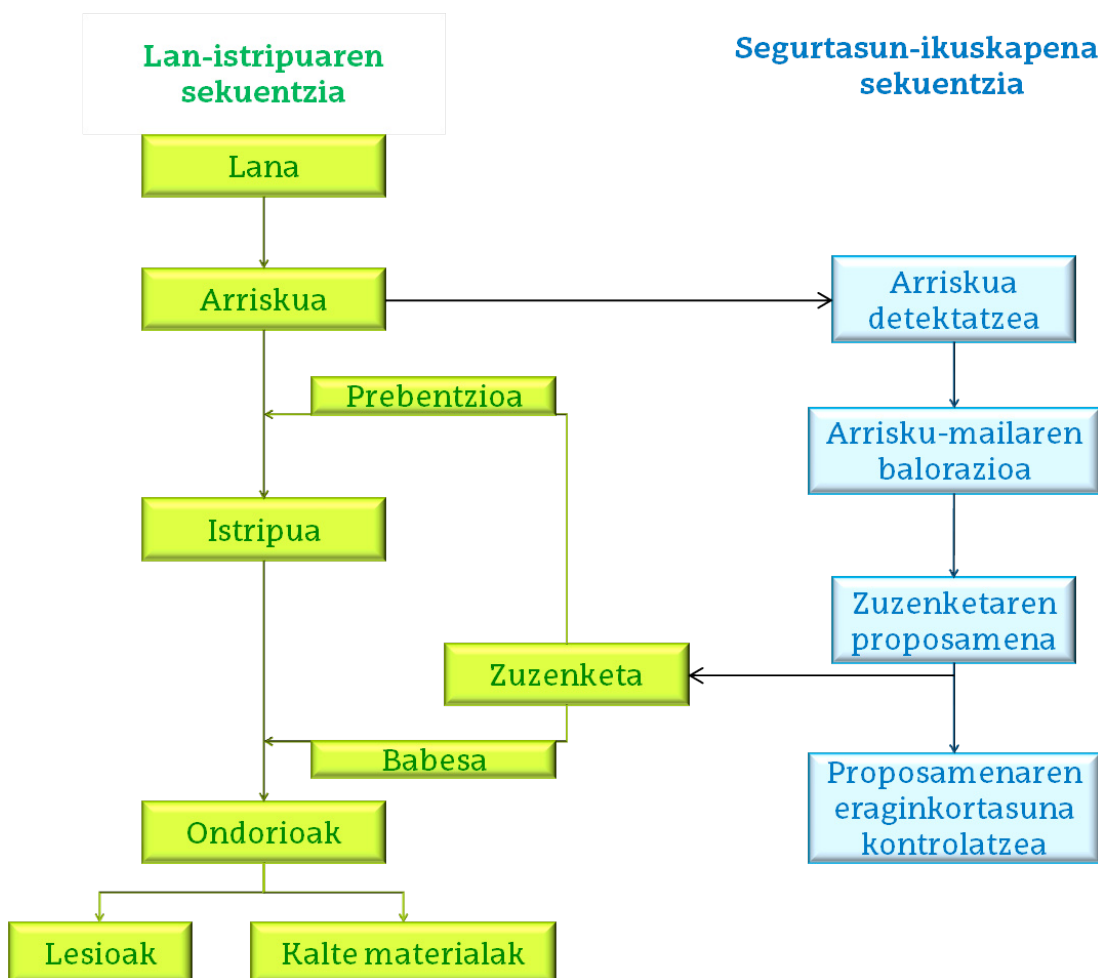 Lan-istripuaren
sekuentzia
Segurtasun-ikuskapena
sekuentzia
Lana
Arriskua
Arriskua
detektatzea
Prebentzioa
Arrisku-mailaren
balorazioa
Istripua
Zuzenketaren
proposamena
Zuzenketa
Babesa
Proposamenaren
eraginkortasuna
kontrolatzea
Ondorioak
Lesioak
Kalte materialak